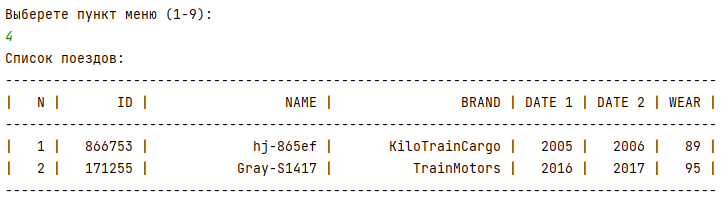 Выберете пункт меню (1-9):
4
Список поездов:
-----------------------------------------------------------------------------------------
|   N |       ID |                 NAME |                BRAND | DATE 1 | DATE 2 | WEAR |
-----------------------------------------------------------------------------------------
|   1 |   866753 |             hj-865ef |       KiloTrainCargo |   2005 |   2006 |   89 |
|   2 |   171255 |           Gray-S1417 |          TrainMotors |   2016 |   2017 |   95 |
-----------------------------------------------------------------------------------------